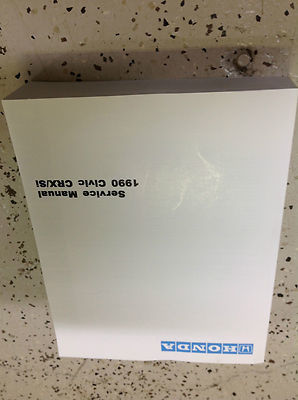 HONDA
1990 Civic CRX/Si
Service Manual